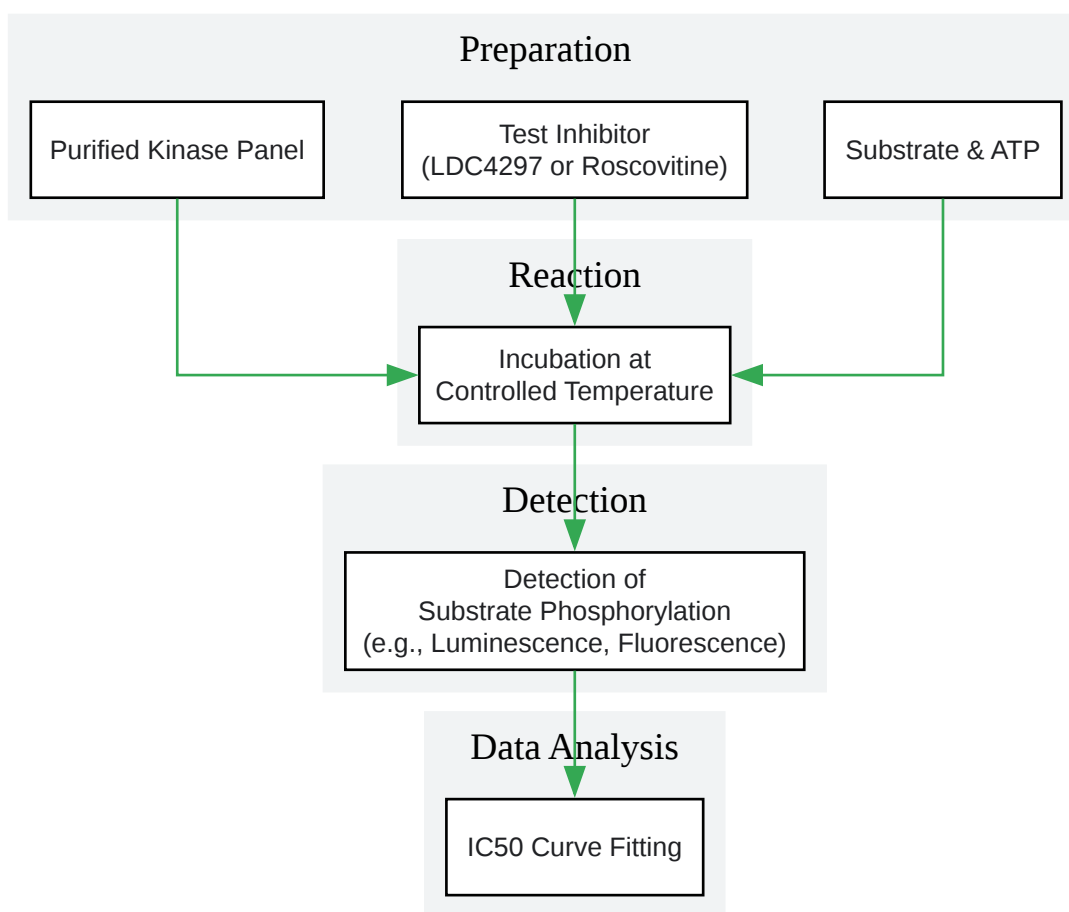 Preparation
Purified Kinase Panel
Test Inhibitor
(LDC4297 or Roscovitine)
Substrate & ATP
Reaction
Incubation at
Controlled Temperature
Detection
Detection of
Substrate Phosphorylation
(e.g., Luminescence, Fluorescence)
Data Analysis
IC50 Curve Fitting